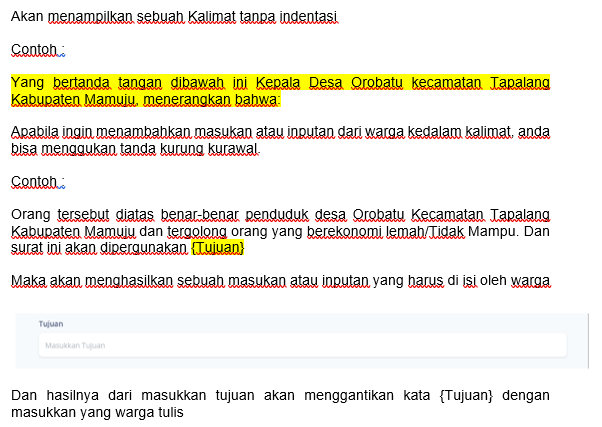 Akan menampilkan sebuah Kalimat tanpa indentasi
Contoh :
Yang bertanda tangan dibawah ini Kepala Desa Orobatu kecamatan Tapalang
Kabupaten Mamuju, menerangkan bahwa:
Apabila ingin menambahkan masukan atau inputan dari warga kedalam kalimat, anda
bisa menggukan tanda kurung kurawal.
Contoh :
Orang tersebut diatas benar-benar penduduk desa Orobatu Kecamatan Tapalang
Kabupaten Mamuju dan tergolong orang yang berekonomi lemah/Tidak Mampu. Dan
surat ini akan dipergunakan {Tujuan}
Maka akan menghasilkan sebuah masukan atau inputan yang harus di isi oleh warga
Tujuan
Masukkan Tujuan
Dan hasilnya dari masukkan tujuan akan menggantikan kata {Tujuan} dengan
masukkan yang warga tulis